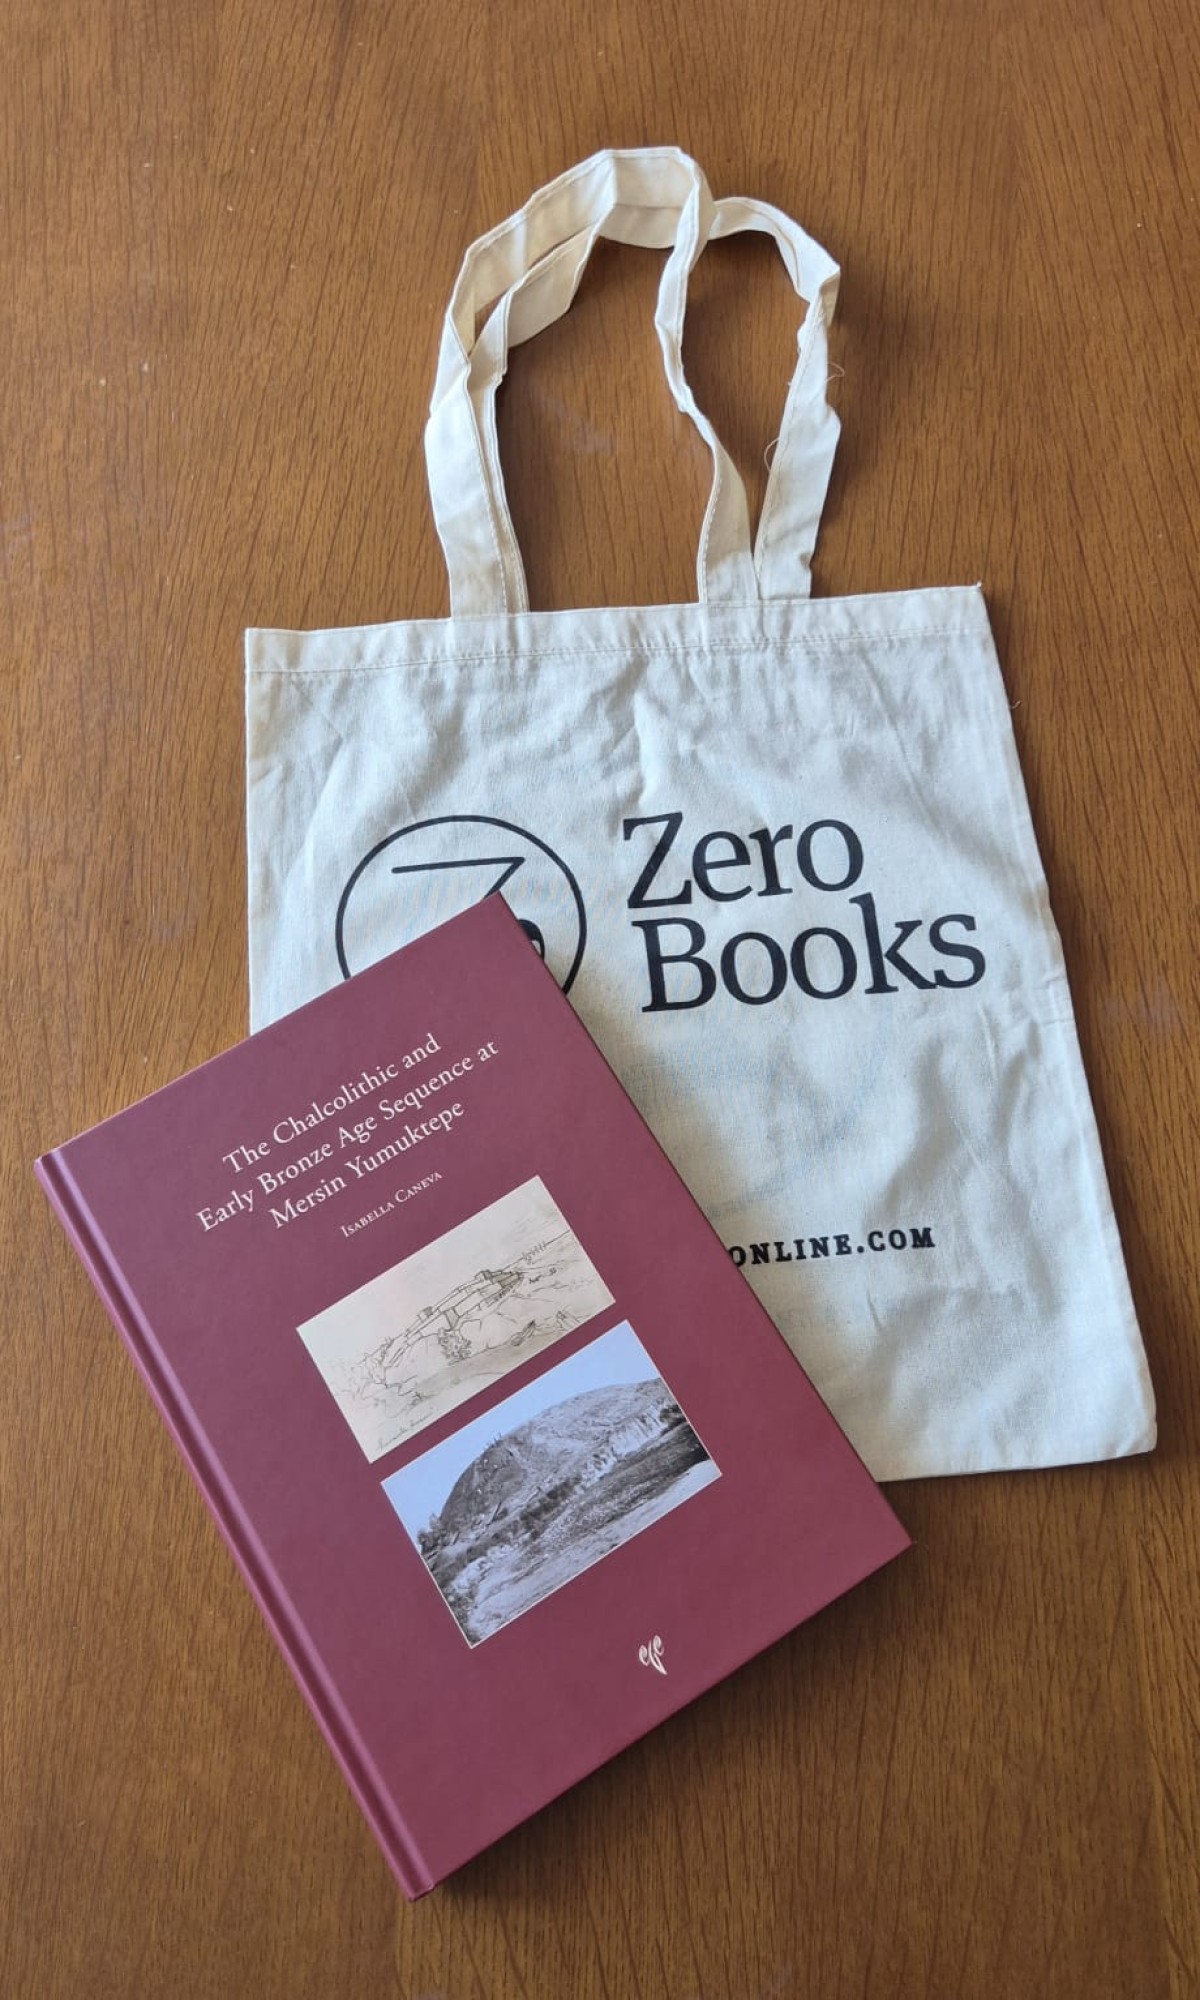 Zero
Books
ONLINE.COM
The Chalcolithic and
Early Bronze Age Sequence at
Mersin Yumuktepe
ISABELLA CANEVA